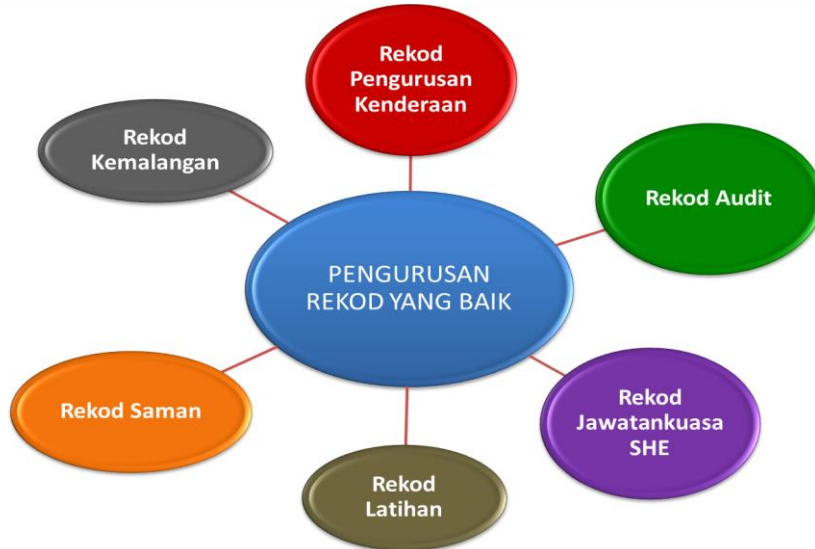 Rekod
Pengurusan
Kenderaan
Rekod
Kemalangan
Rekod Audit
PENGURUSAN
REKOD YANG BAIK
Rekod Saman
Rekod
Jawatankuasa
SHE
Rekod
Latihan